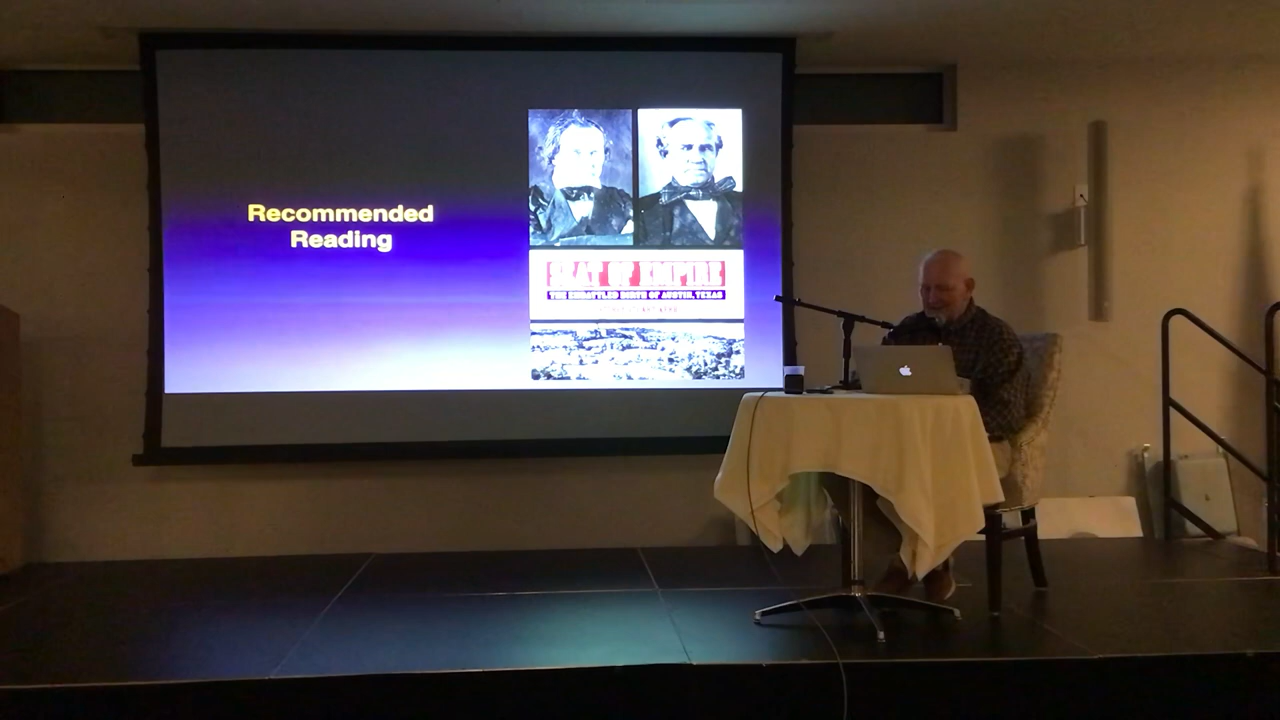 Recommended
Reading
SEAT OF EMPIRE
THE EMBATTLED BIRTH OF AUSTIN, TEXAS